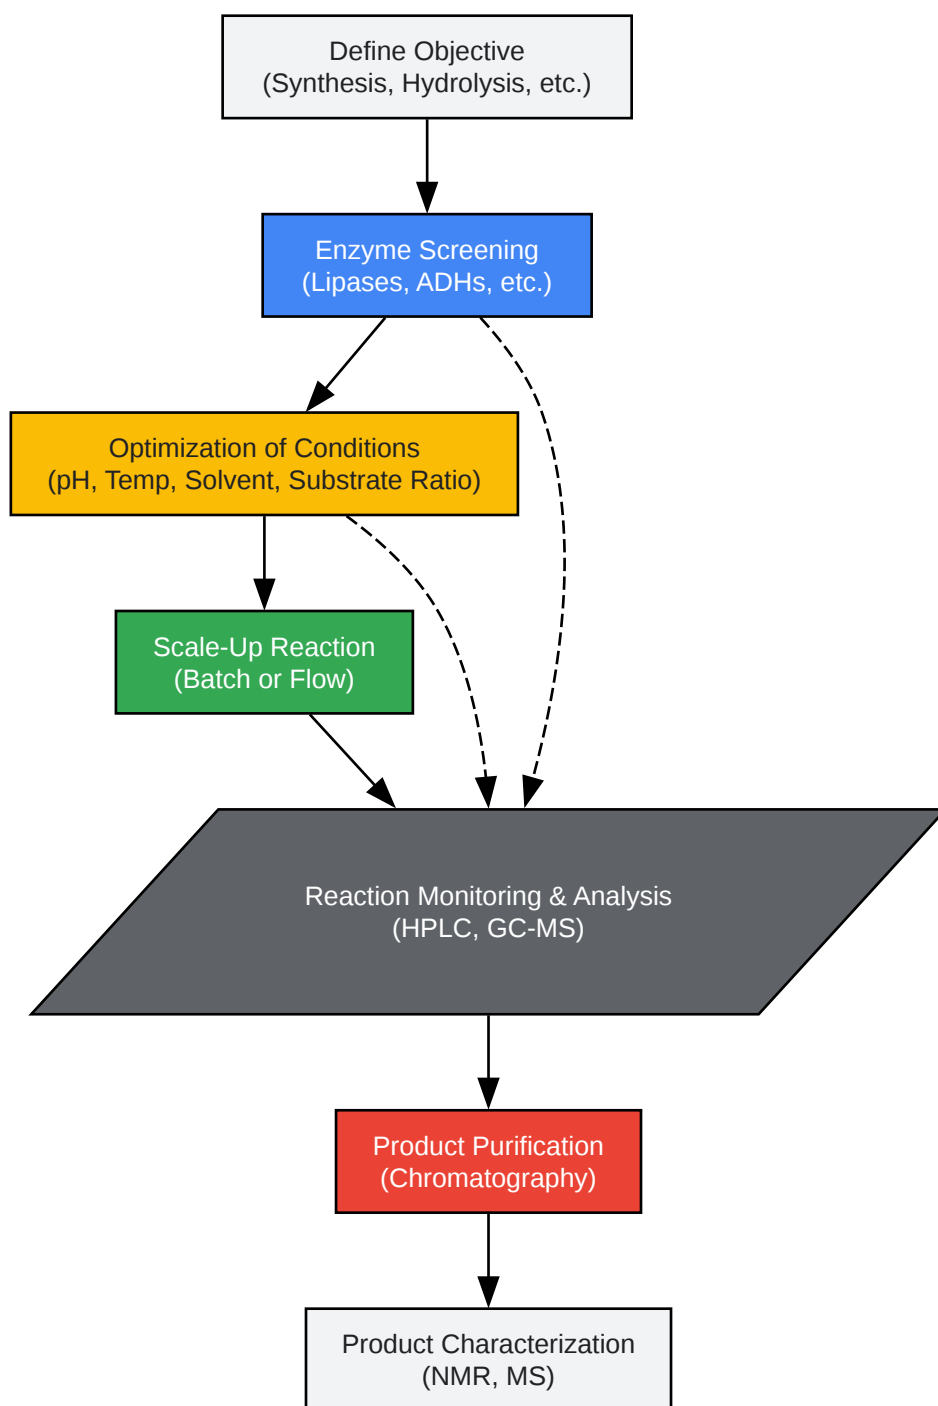 Define Objective
(Synthesis, Hydrolysis, etc.)
Enzyme Screening
(Lipases, ADHs, etc.)
Optimization of Conditions
(pH, Temp, Solvent, Substrate Ratio)
Scale-Up Reaction
(Batch or Flow)
Reaction Monitoring & Analysis
(HPLC, GC-MS)
Product Purification
(Chromatography)
Product Characterization
(NMR, MS)